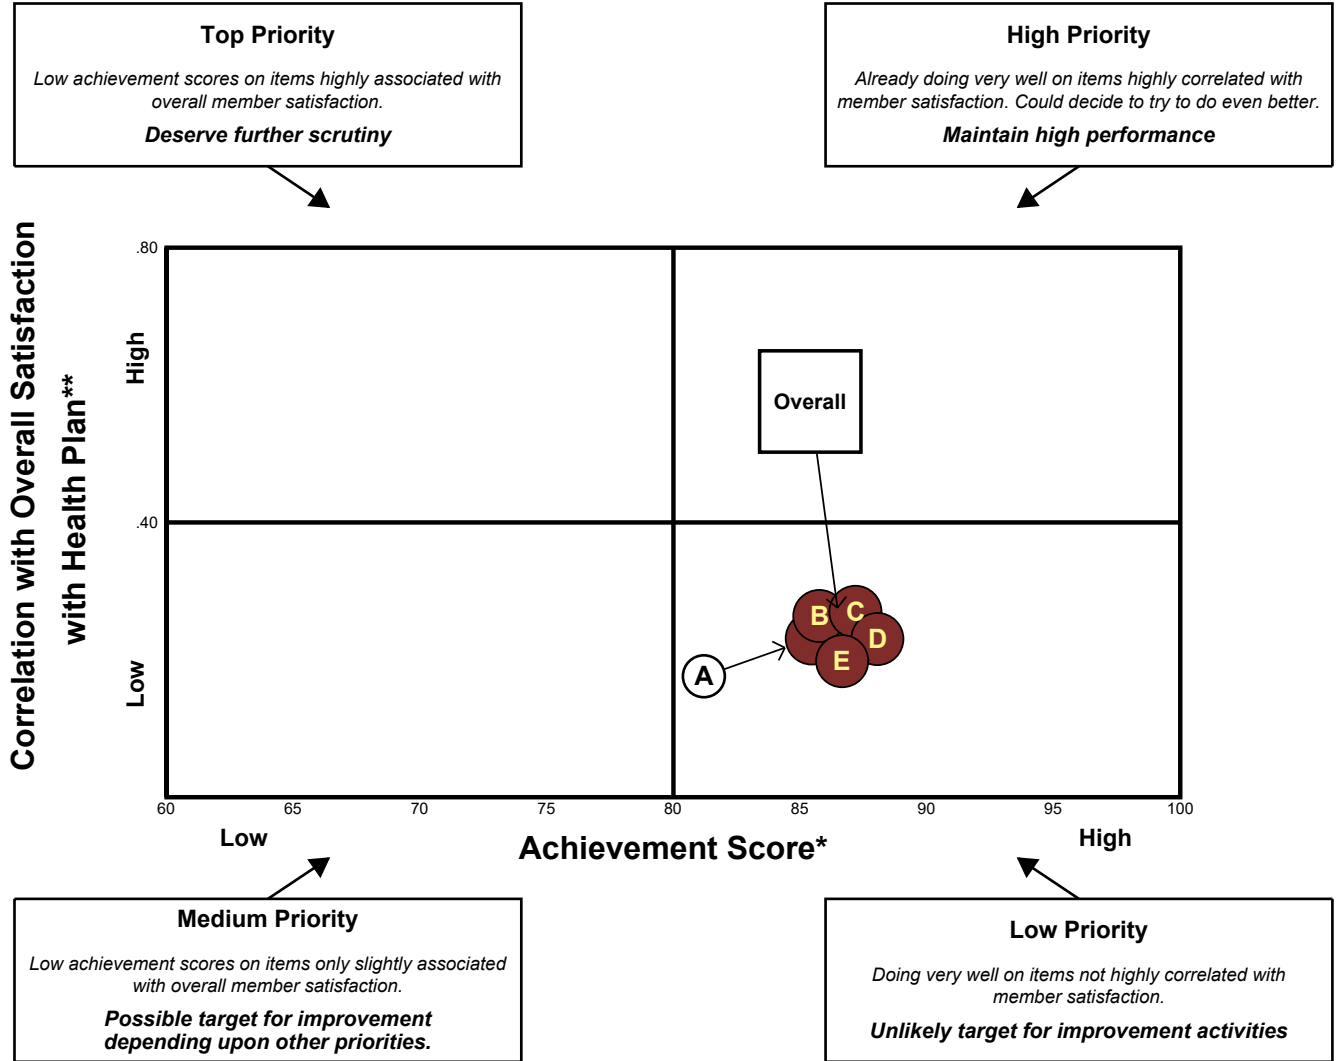 Top Priority
Low achievement scores on items highly associated with
overall member satisfaction.
Deserve further scrutiny
High Priority
Already doing very well on items highly correlated with
member satisfaction. Could decide to try to do even better.
Maintain high performance
Correlation with Overall Satisfaction
with Health Plan**
High
Low
.80
.40
Overall
B
C
D
E
A
60
65
70
75
80
85
90
95
100
Low
Achievement Score*
High
Medium Priority
Low achievement scores on items only slightly associated
with overall member satisfaction.
Possible target for improvement
depending upon other priorities.
Low Priority
Doing very well on items not highly correlated with
member satisfaction.
Unlikely target for improvement activities